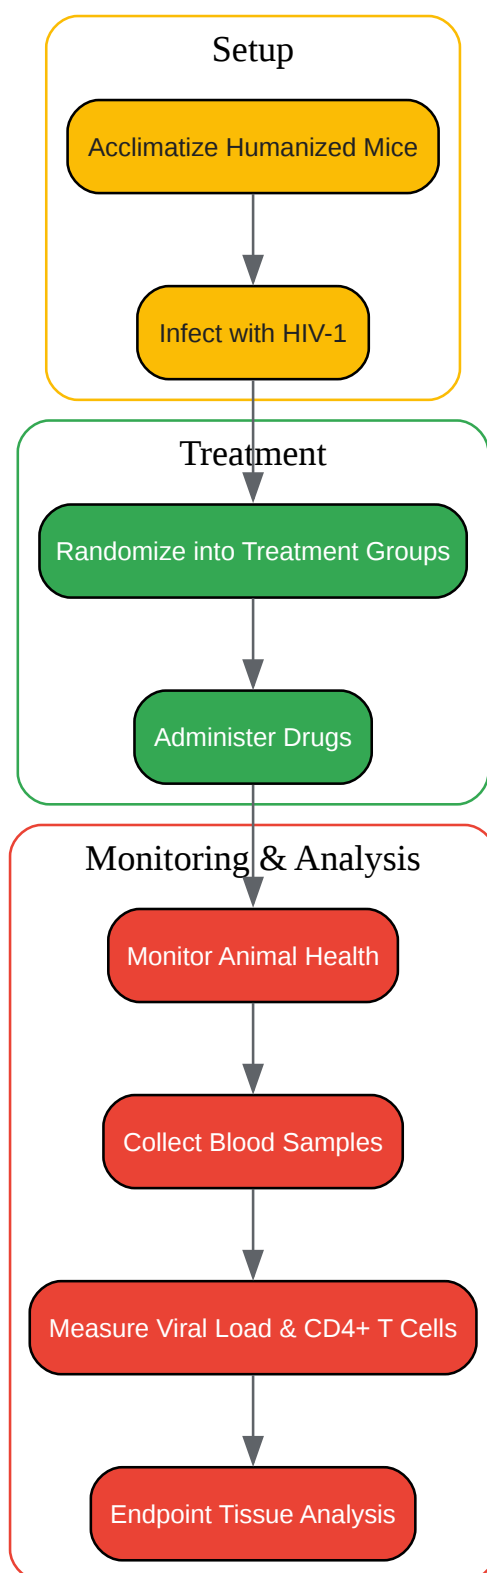 Setup
Acclimatize Humanized Mice
Infect with HIV-1
Treatment
Randomize into Treatment Groups
Administer Drugs
Monitoring & Analysis
Monitor Animal Health
Collect Blood Samples
Measure Viral Load & CD4+ T Cells
Endpoint Tissue Analysis